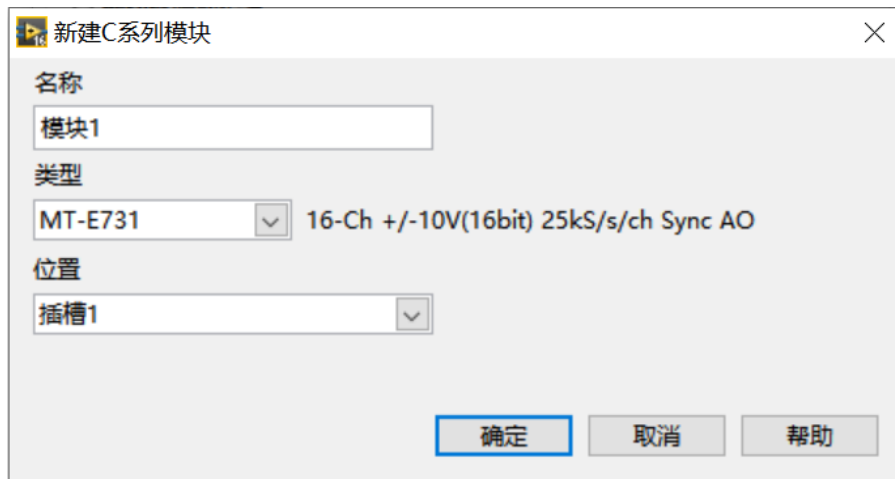 新建C系列模块
名称
模块1
类型
MT-E731 16-Ch +/-10V(16bit) 25kS/s/ch Sync AO
位置
插槽1
确定 取消 帮助